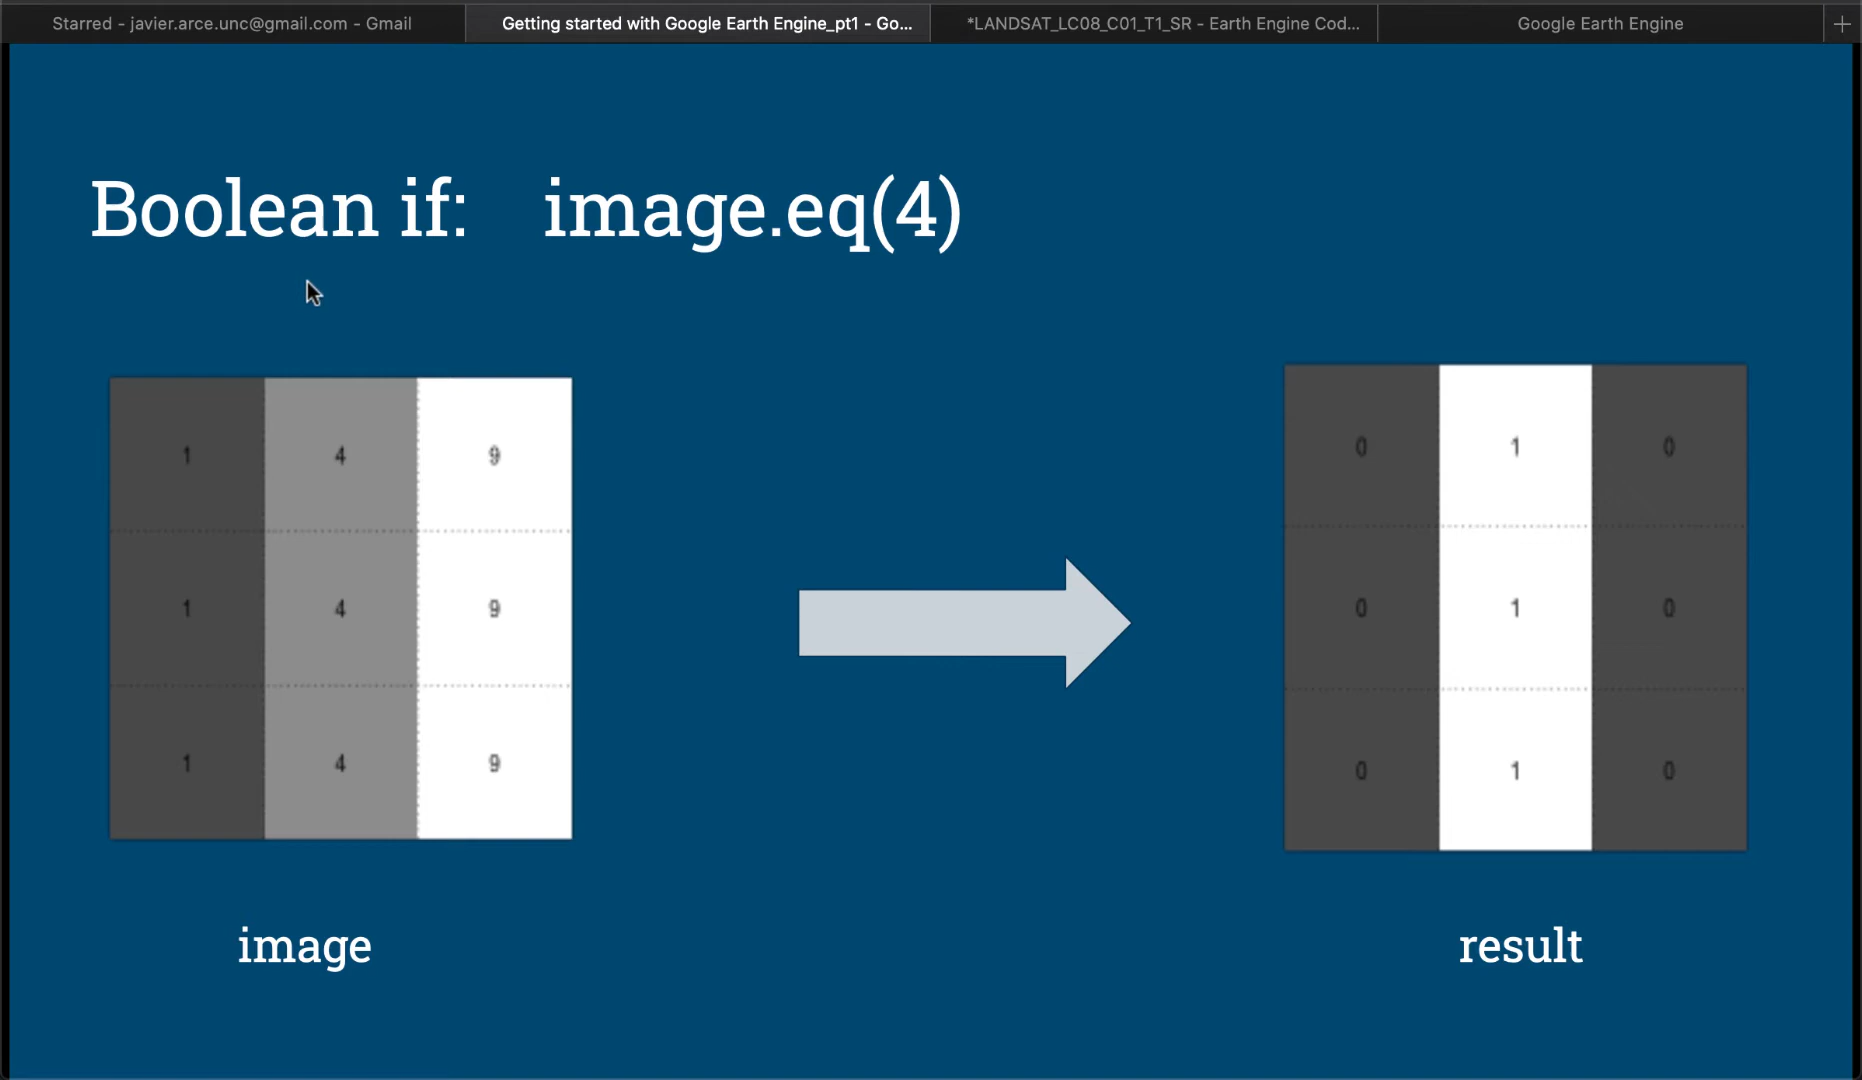 Starred - javier.arce.unc@gmail.com - Gmail
Getting started with Google Earth Engine_pt1 - Go...
*LANDSAT_LC08_C01_T1_SR - Earth Engine Cod...
Google Earth Engine
+
Boolean if: image.eq(4)
1 4 9
1 4 9
1 4 9
0 1 0
0 1 0
0 1 0
image
result